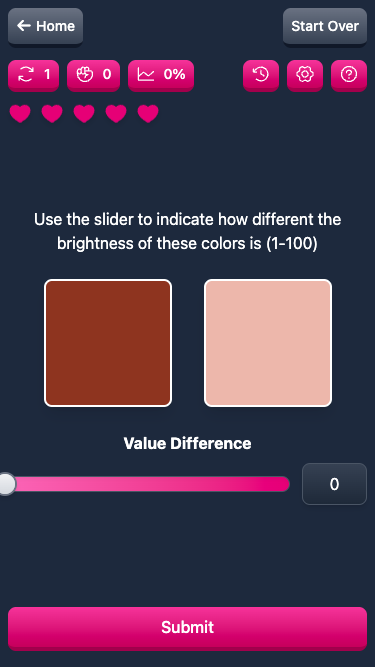 Home
Start Over
1
0
0%
Use the slider to indicate how different the
brightness of these colors is (1-100)
Value Difference
0
Submit